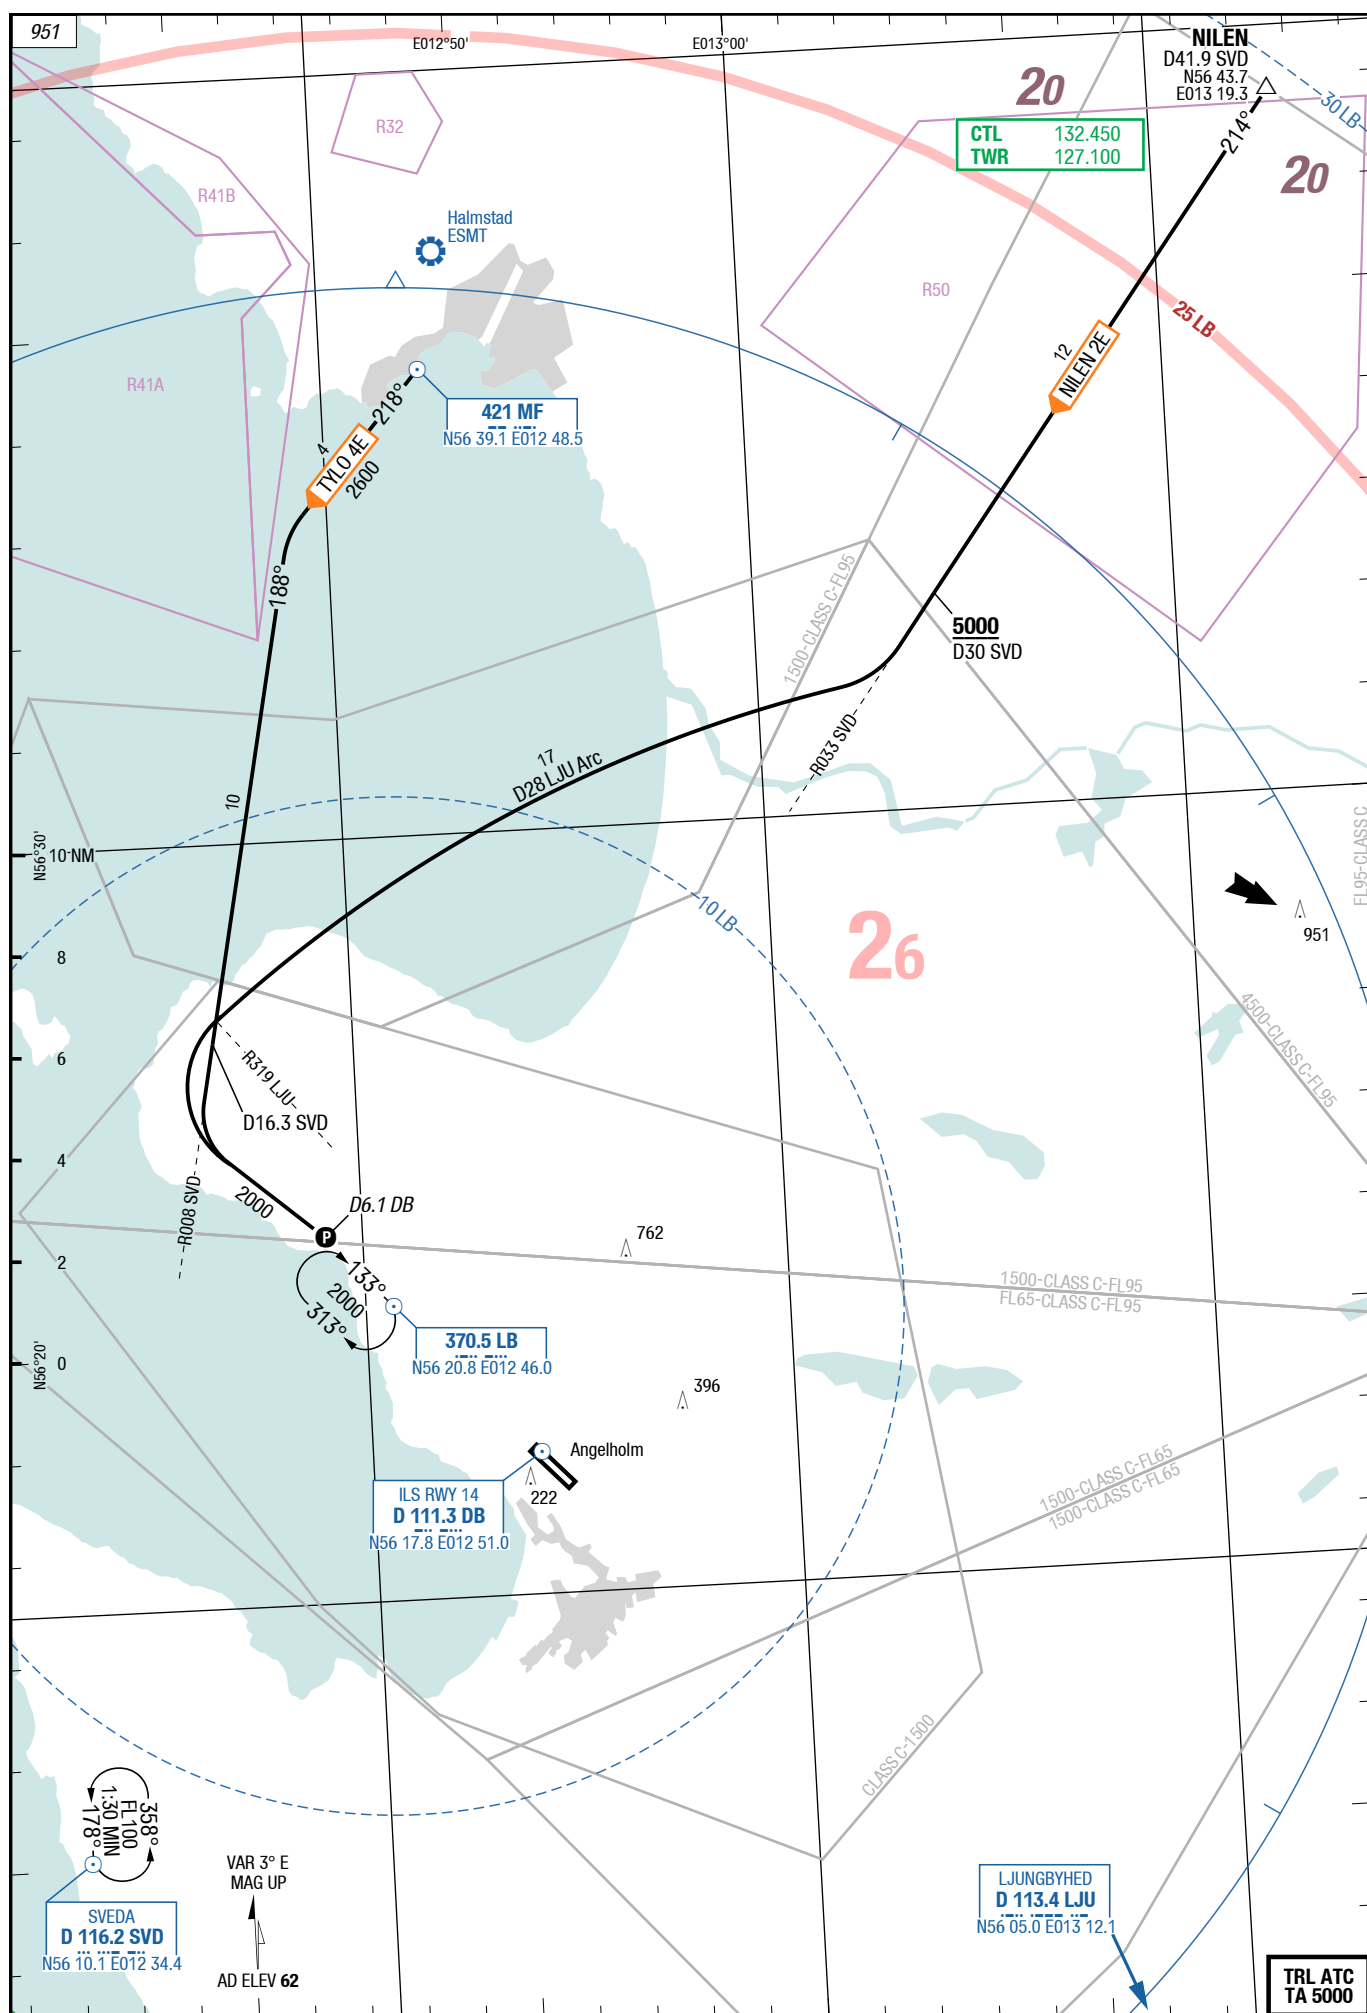 951
E012°50'
E013°00'
NILEN
D41.9 SVD
N56 43.7
E013 19.3
20
CTL 132.450
TWR 127.100
30 LB
214°
20
R32
R41B
Halmstad
ESMT
R50
25 LB
R41A
12
NILEN 2E
218°
421 MF
N56 39.1 E012 48.5
4
TYLO 4E
2600
188°
1500-CLASS C-FL95
5000
D30 SVD
R033 SVD
17
D28 LJU Arc
10
N56°30'
10 NM
FL95-CLASS C
10 LB
26
951
8
4500-CLASS C-FL95
6
R319 LJU
D16.3 SVD
4
R008 SVD
2000
D6.1 DB
P
762
2
133°
2000
313°
1500-CLASS C-FL95
FL65-CLASS C-FL95
370.5 LB
N56 20.8 E012 46.0
N56°20'
0
396
Angelholm
222
ILS RWY 14
D 111.3 DB
N56 17.8 E012 51.0
1500-CLASS C-FL65
1500-CLASS C-FL65
CLASS C-1500
358°
FL100
1:30 MIN
178°
VAR 3° E
MAG UP
AD ELEV 62
SVEDA
D 116.2 SVD
N56 10.1 E012 34.4
LJUNGBYHED
D 113.4 LJU
N56 05.0 E013 12.1
TRL ATC
TA 5000